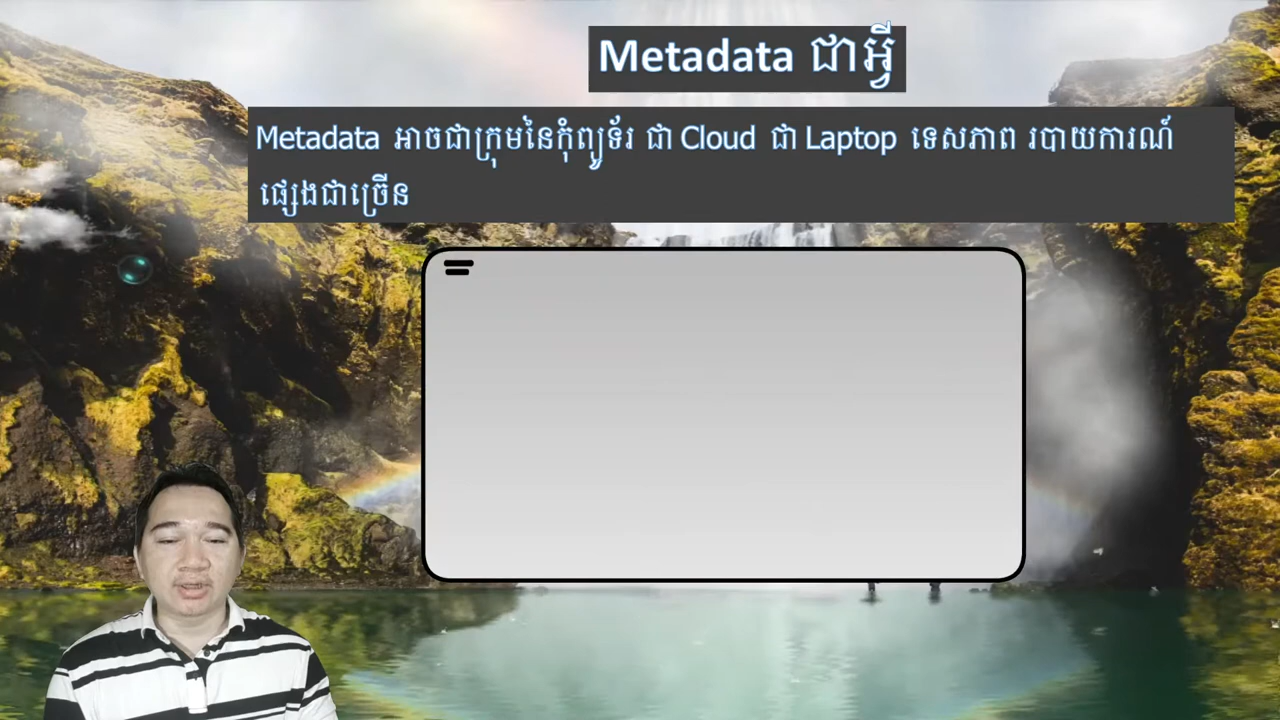 Metadata ជាអ្វី
Metadata អាចជាក្រុមនៃកុំព្យូទ័រ ជា Cloud ជា Laptop ទេសភាព របាយការណ៍
ផ្សេងជាច្រើន